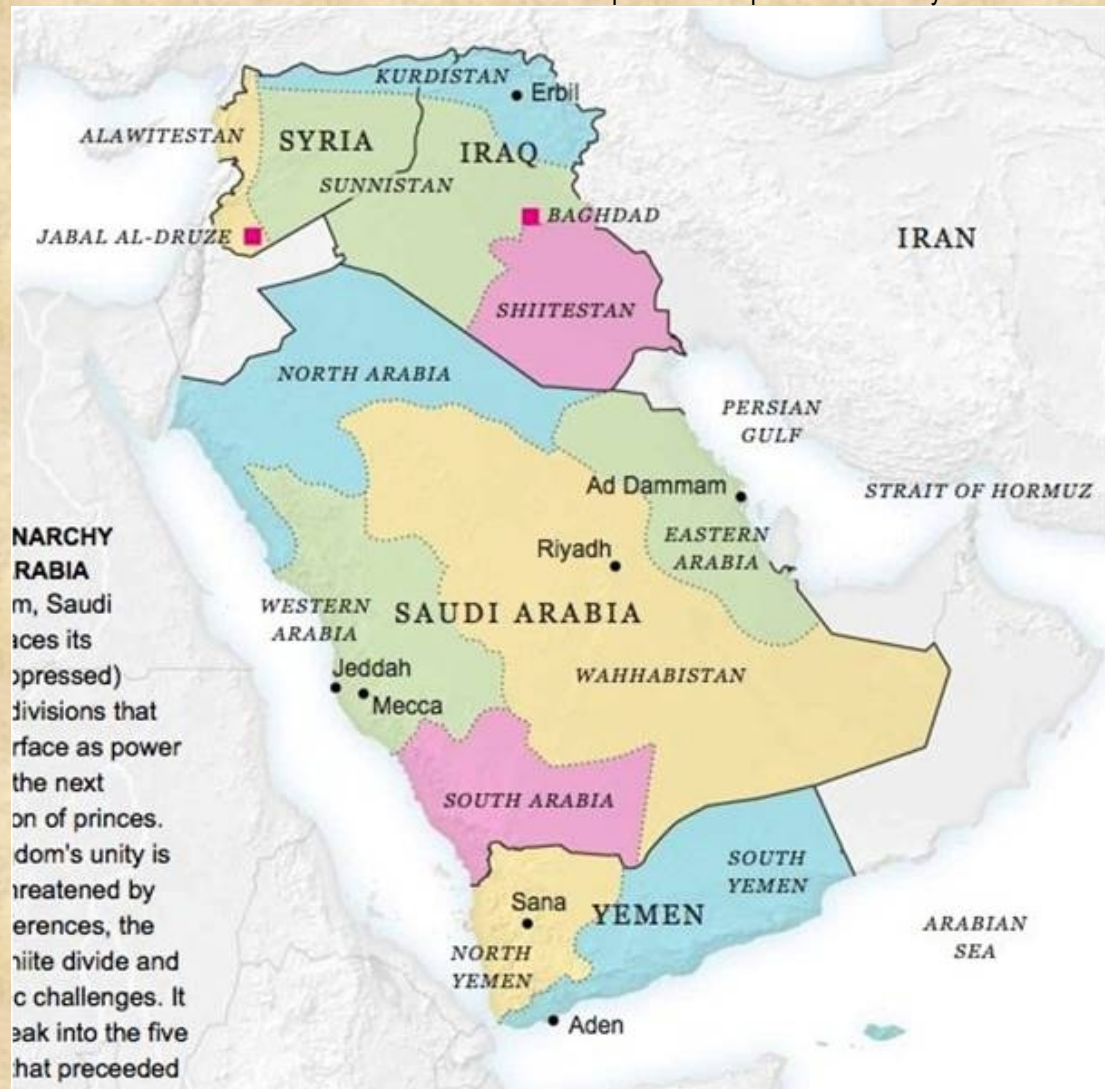 KURDISTAN
Erbil
ALAWITESTAN
SYRIA
IRAQ
SUNNISTAN
BAGHDAD
JABAL AL-DRUZE
IRAN
SHIITESTAN
NORTH ARABIA
PERSIAN
GULF
Ad Dammam
STRAIT OF HORMUZ
EASTERN
ARABIA
Riyadh
WESTERN
ARABIA
SAUDI ARABIA
WAHHABISTAN
Jeddah
Mecca
SOUTH ARABIA
SOUTH
YEMEN
Sana
YEMEN
NORTH
YEMEN
ARABIAN
SEA
Aden
NARCHY
RABIA
m, Saudi
aces its
ppressed)
divisions that
rface as power
the next
on of princes.
dom's unity is
hreatened by
erences, the
hiite divide and
c challenges. It
eak into the five
that preceeded